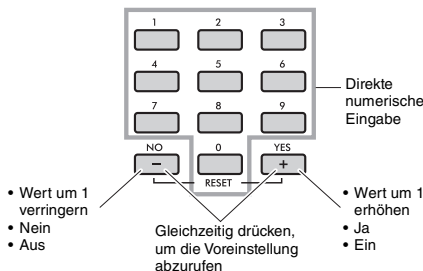 1 2 3
4 5 6
7 8 9
Direkte
numerische
Eingabe
NO 0 YES
− +
RESET
• Wert um 1
verringern
• Nein
• Aus
Gleichzeitig drücken,
um die Voreinstellung
abzurufen
• Wert um 1
erhöhen
• Ja
• Ein